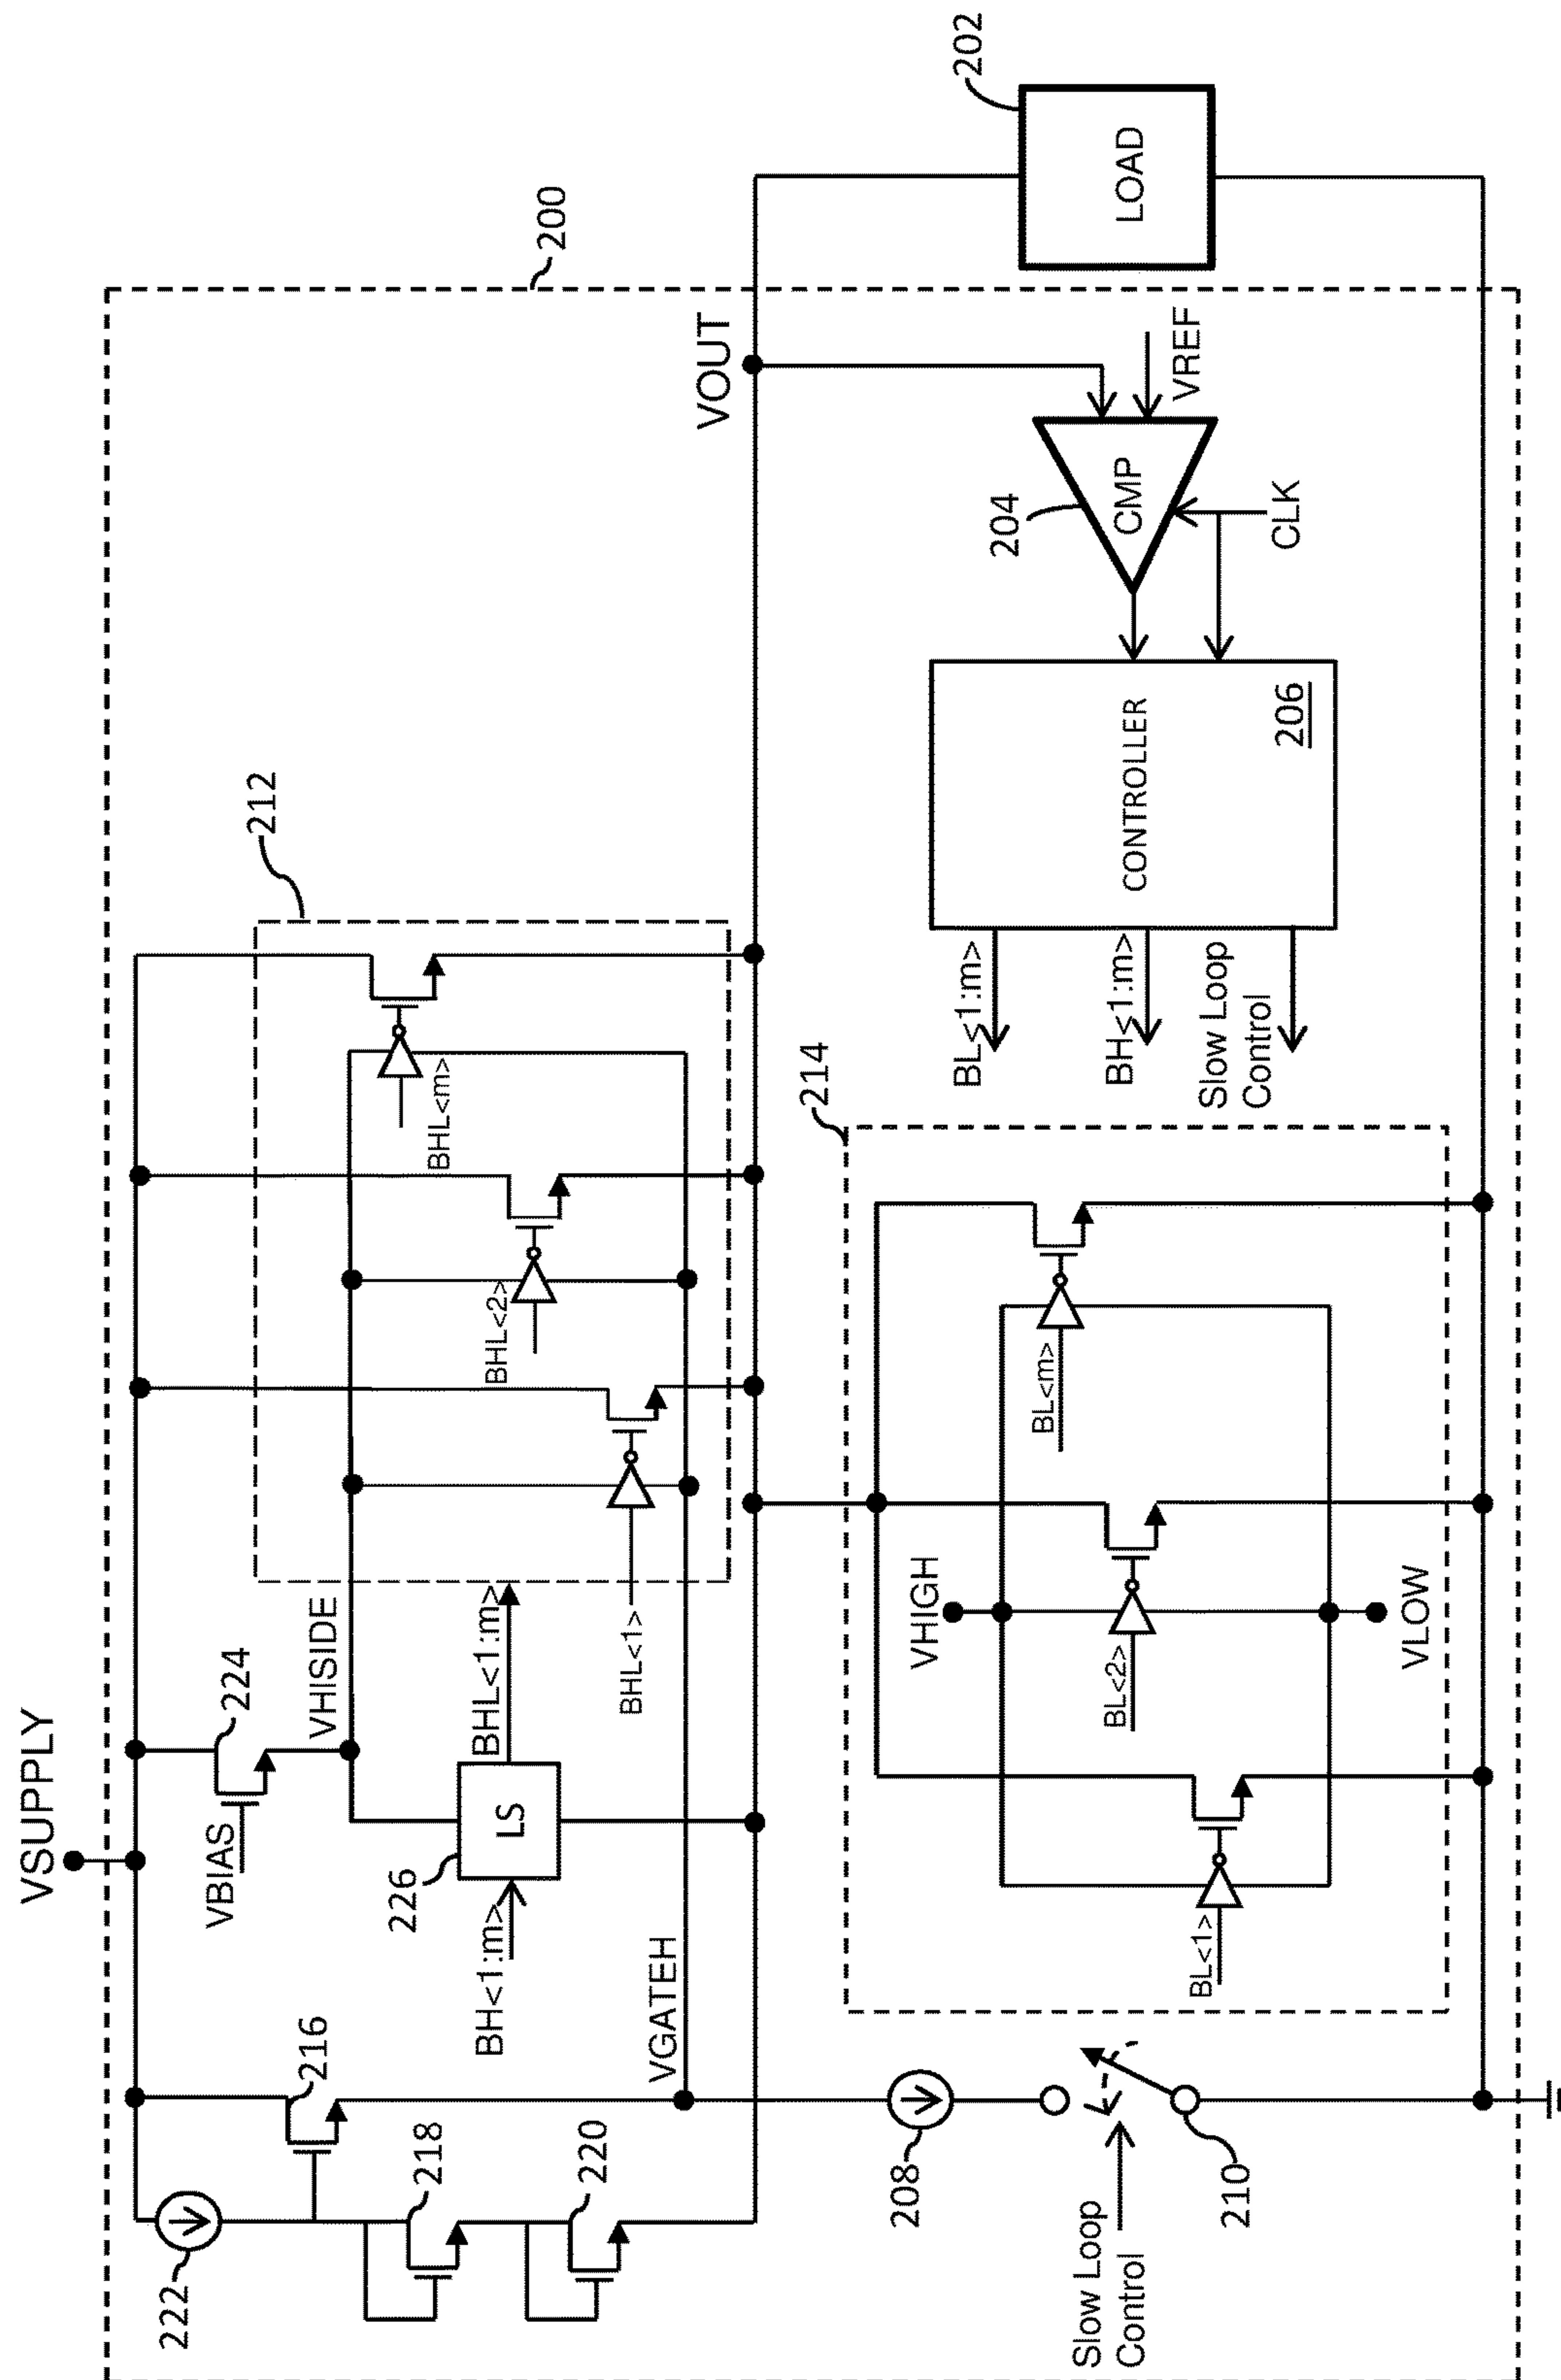 VSUPPLY
222
216
218
220
VBIAS
224
VHISIDE
226
LS
BH<1:m>
BHL<1:m>
VGATEH
212
BHL<1>
BHL<2>
BHL<m>
200
VOUT
202
LOAD
208
210
Slow Loop
Control
214
VHIGH
VLOW
BL<1>
BL<2>
BL<m>
BL<1:m>
BH<1:m>
Slow Loop
Control
CONTROLLER
206
204
CMP
VREF
CLK